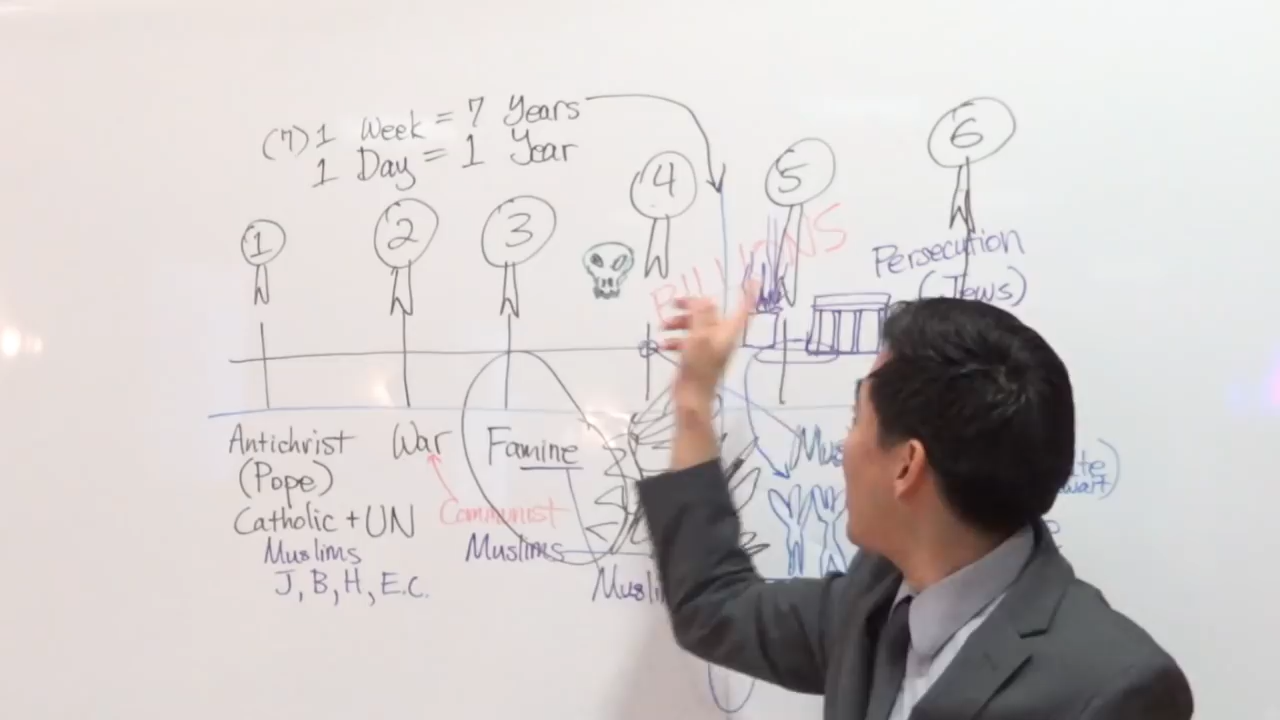 (7) 1 Week = 7 Years
1 Day = 1 Year
1
2
3
4
5
6
BILLIONS
Persecution
(Jews)
Antichrist
(Pope)
Catholic + UN
Muslims
J, B, H, E.C.
War
Communist
Famine
Muslims